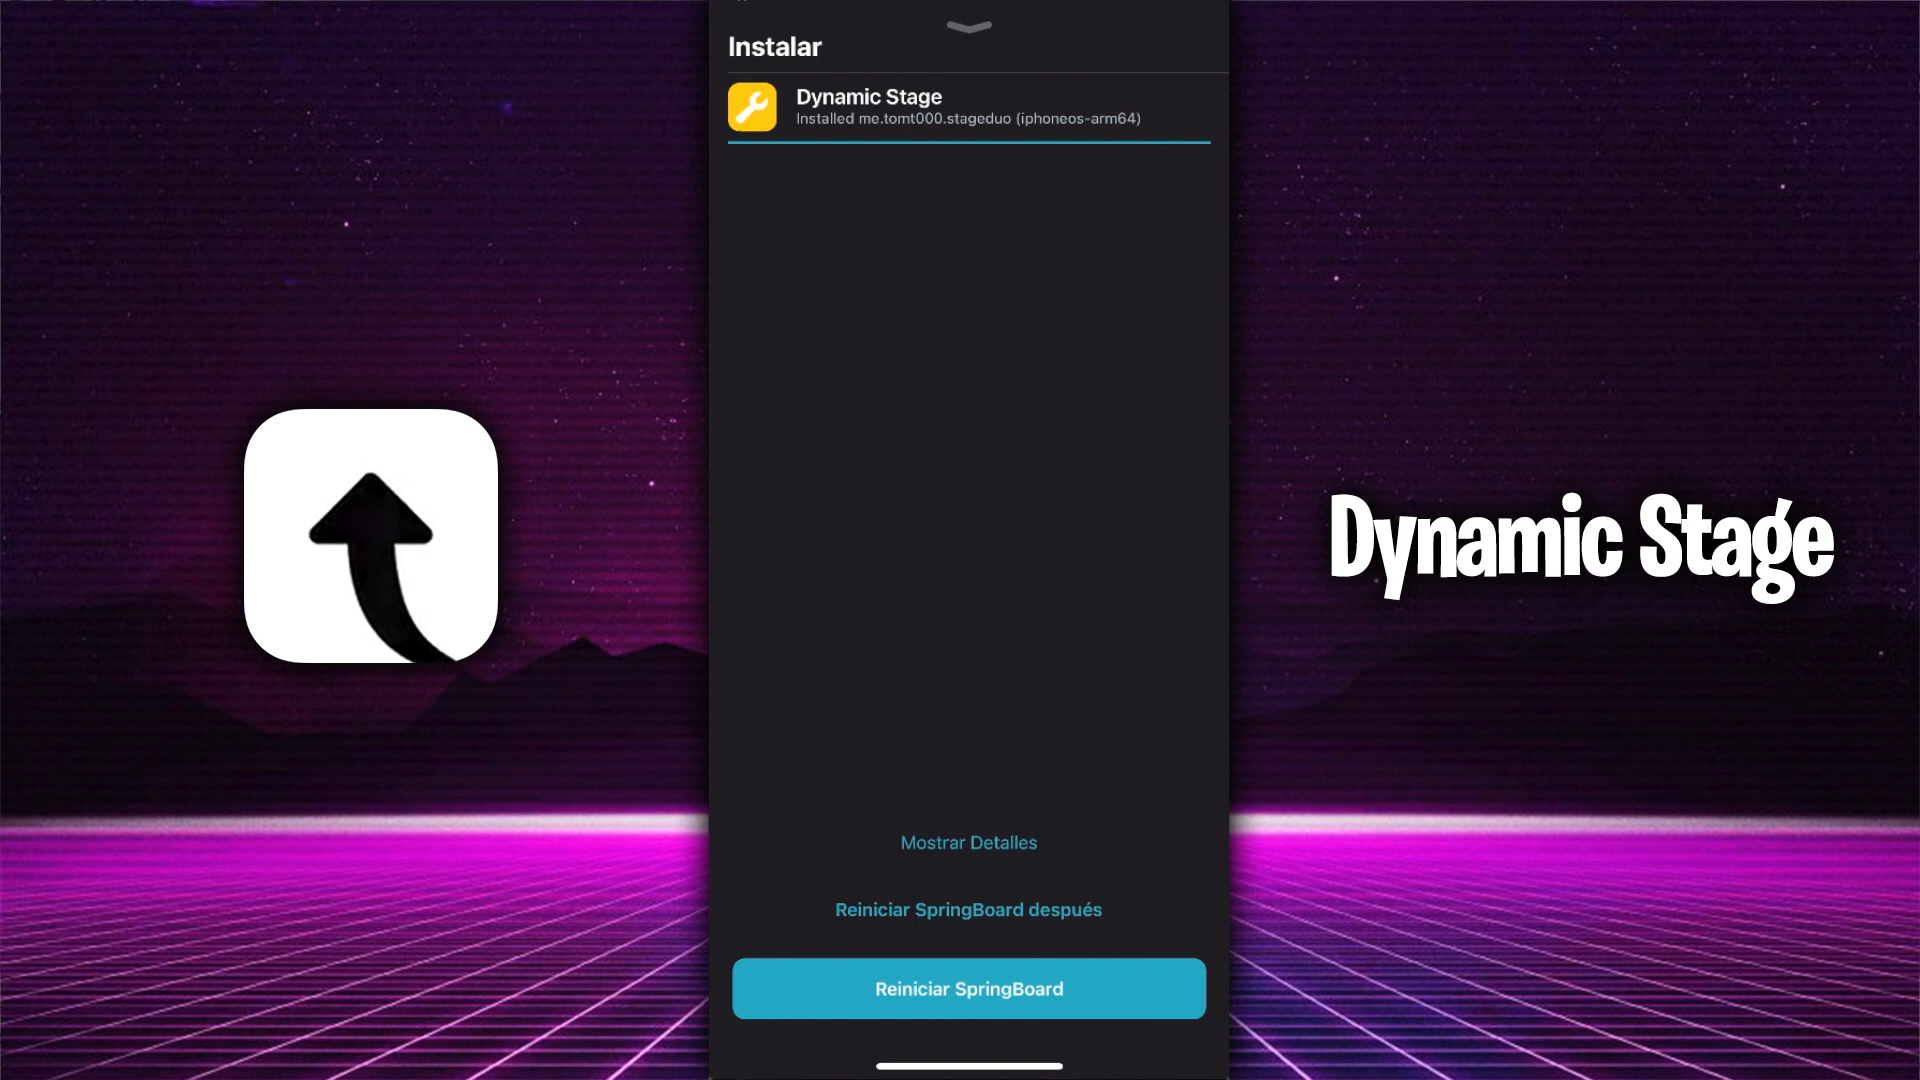 Instalar
Dynamic Stage
Installed me.tomt000.stageduo (iphoneos-arm64)
Dynamic Stage
Mostrar Detalles
Reiniciar SpringBoard después
Reiniciar SpringBoard